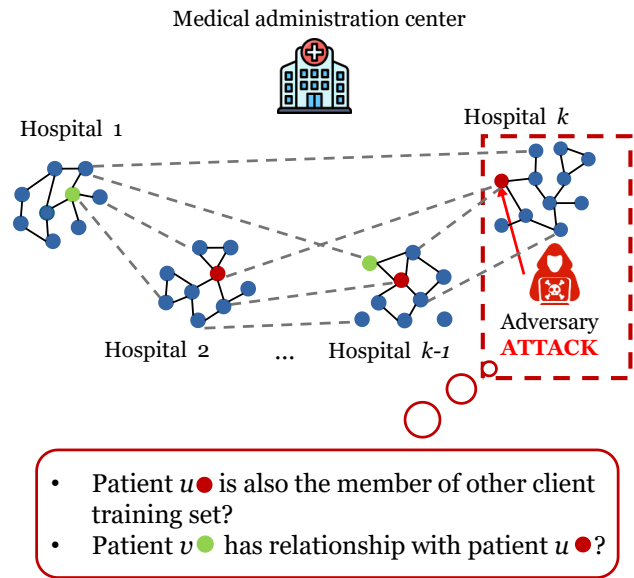 Medical administration center
Hospital 1
Hospital k
Hospital 2
...
Hospital k-1
Adversary
ATTACK
• Patient u is also the member of other client
training set?
• Patient v has relationship with patient u ?